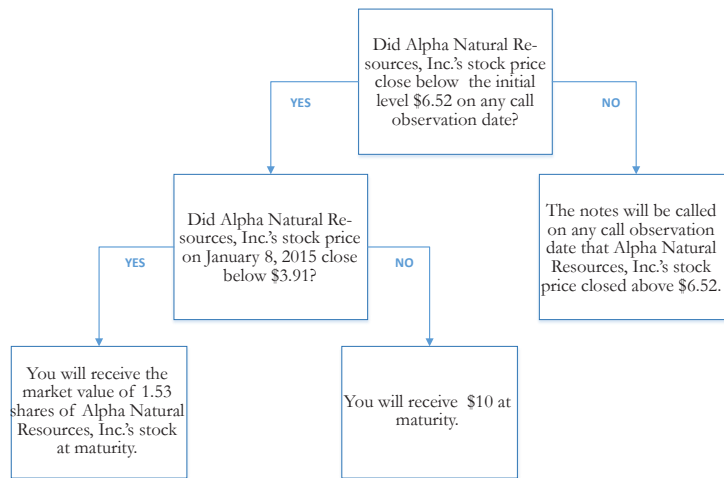 Did Alpha Natural Re-
sources, Inc.'s stock price
close below the initial
level $6.52 on any call
observation date?
YES
NO
Did Alpha Natural Re-
sources, Inc.'s stock price
on January 8, 2015 close
below $3.91?
The notes will be called
on any call observation
date that Alpha Natural
Resources, Inc.'s stock
price closed above $6.52.
YES
NO
You will receive the
market value of 1.53
shares of Alpha Natural
Resources, Inc.'s stock
at maturity.
You will receive $10 at
maturity.